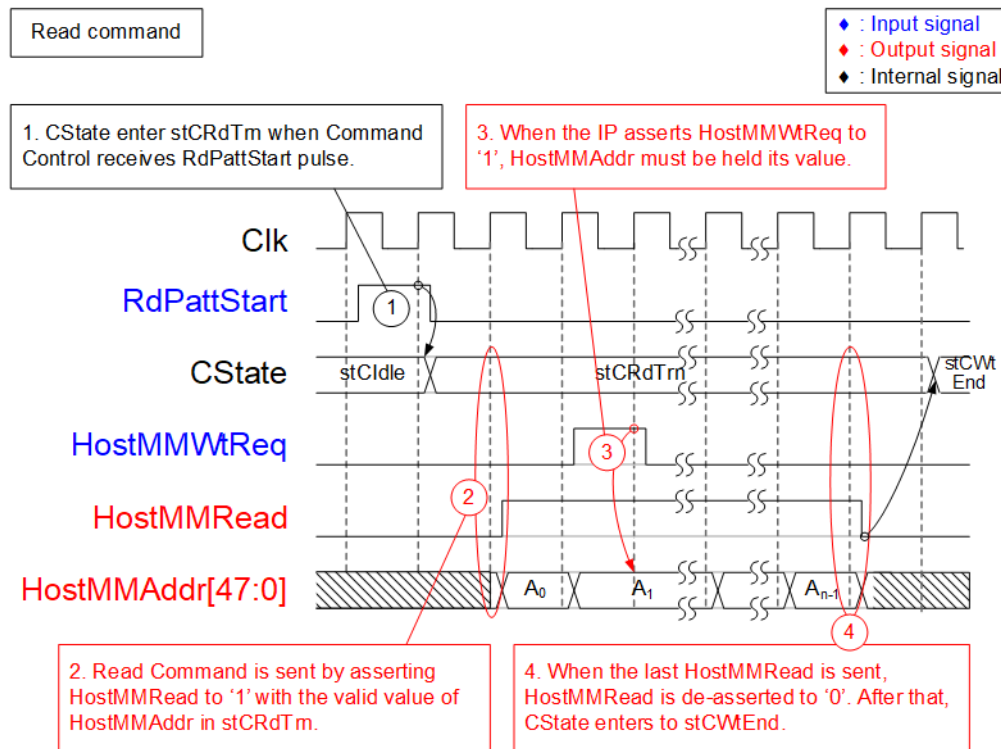 Read command
♦ : Input signal
♦ : Output signal
♦ : Internal signal
1. CState enter stCRdTrn when Command
Control receives RdPattStart pulse.
3. When the IP asserts HostMMWtReq to
‘1’, HostMMAddr must be held its value.
Clk
RdPattStart
1
CState
stCIdle
stCRdTrn
stCWt
End
HostMMWtReq
3
2
HostMMRead
HostMMAddr[47:0]
A0
A1
An-1
4
2. Read Command is sent by asserting
HostMMRead to ‘1’ with the valid value of
HostMMAddr in stCRdTrn.
4. When the last HostMMRead is sent,
HostMMRead is de-asserted to ‘0’. After that,
CState enters to stCWtEnd.